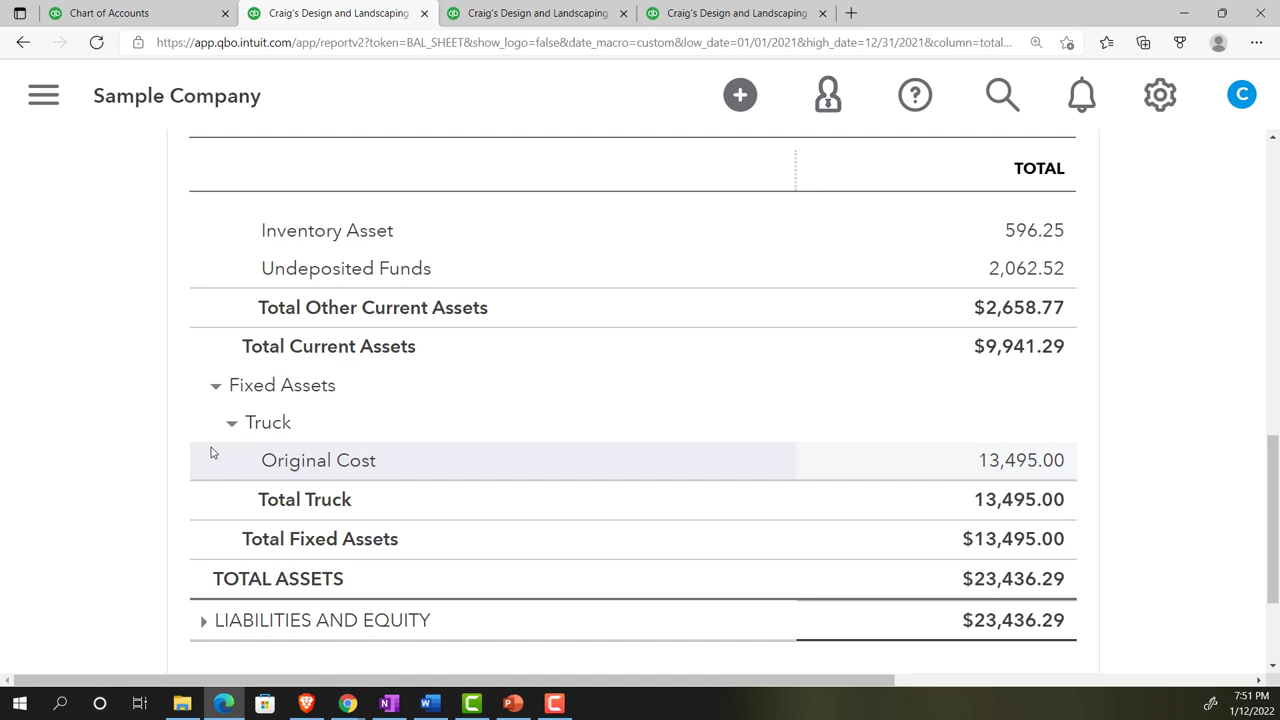 Chart of Accounts
Craig's Design and Landscaping
Craig's Design and Landscaping
Craig's Design and Landscaping
https://app.qbo.intuit.com/app/reportv2?token=BAL_SHEET&show_logo=false&date_macro=custom&low_date=01/01/2021&high_date=12/31/2021&column=total...
Sample Company
C
TOTAL
Inventory Asset 596.25
Undeposited Funds 2,062.52
Total Other Current Assets $2,658.77
Total Current Assets $9,941.29
Fixed Assets
Truck
Original Cost 13,495.00
Total Truck 13,495.00
Total Fixed Assets $13,495.00
TOTAL ASSETS $23,436.29
LIABILITIES AND EQUITY $23,436.29
7:51 PM
1/12/2022